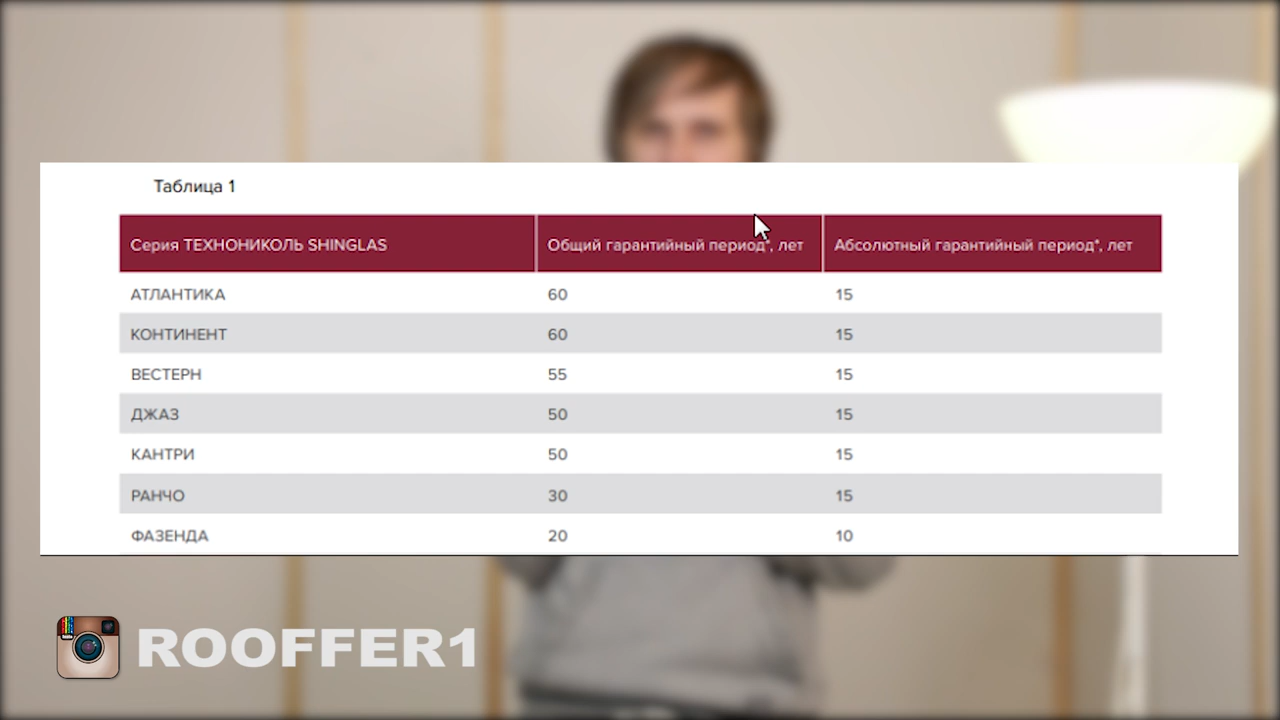 Таблица 1
Серия ТЕХНОНИКОЛЬ SHINGLAS Общий гарантийный период*, лет Абсолютный гарантийный период*, лет
АТЛАНТИКА 60 15
КОНТИНЕНТ 60 15
ВЕСТЕРН 55 15
ДЖАЗ 50 15
КАНТРИ 50 15
РАНЧО 30 15
ФАЗЕНДА 20 10
ROOFFER1